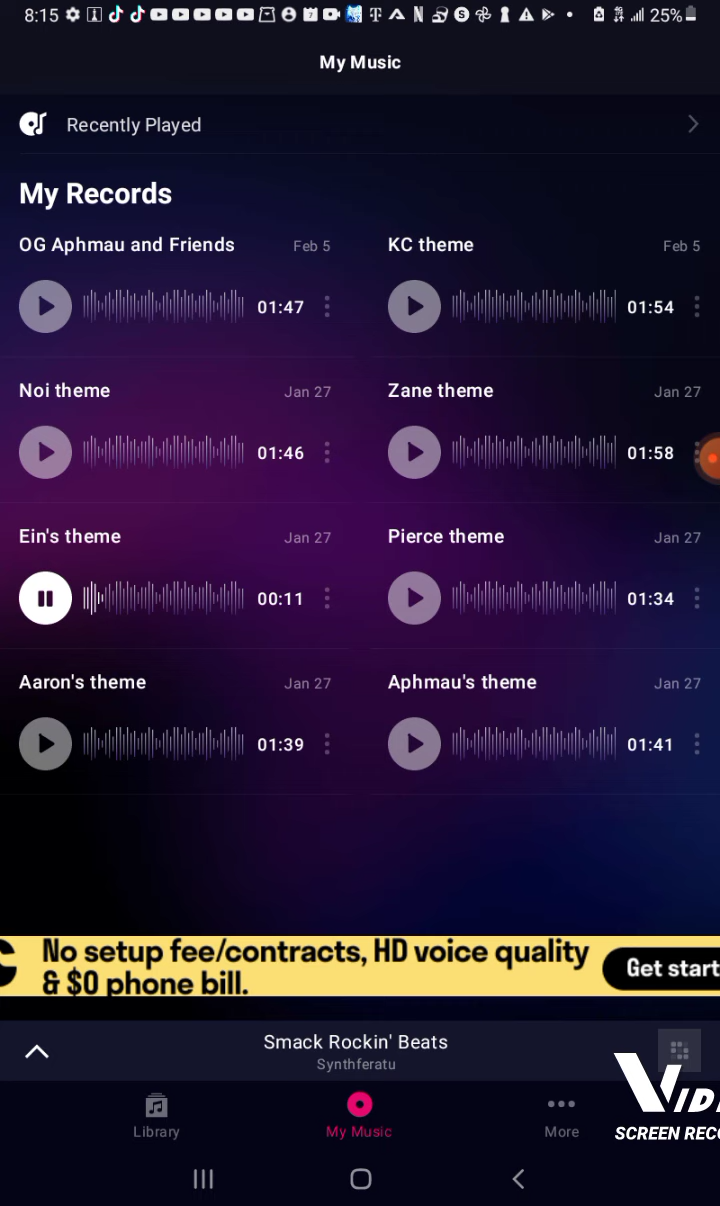 8:15 25%
My Music
Recently Played
My Records
OG Aphmau and Friends Feb 5
01:47
KC theme Feb 5
01:54
Noi theme Jan 27
01:46
Zane theme Jan 27
01:58
Ein's theme Jan 27
00:11
Pierce theme Jan 27
01:34
Aaron's theme Jan 27
01:39
Aphmau's theme Jan 27
01:41
No setup fee/contracts, HD voice quality
& $0 phone bill.
Get start
Smack Rockin' Beats
Synthferatu
Library
My Music
More
VID
SCREEN REC